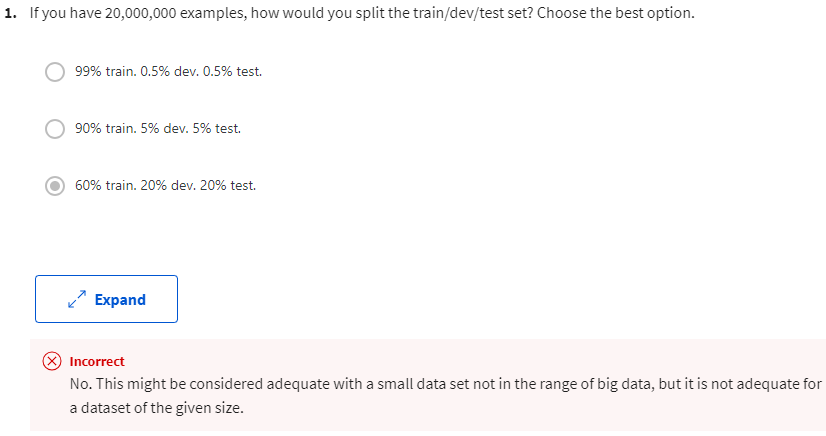 1. If you have 20,000,000 examples, how would you split the train/dev/test set? Choose the best option.
99% train. 0.5% dev. 0.5% test.
90% train. 5% dev. 5% test.
60% train. 20% dev. 20% test.
Expand
Incorrect
No. This might be considered adequate with a small data set not in the range of big data, but it is not adequate for
a dataset of the given size.